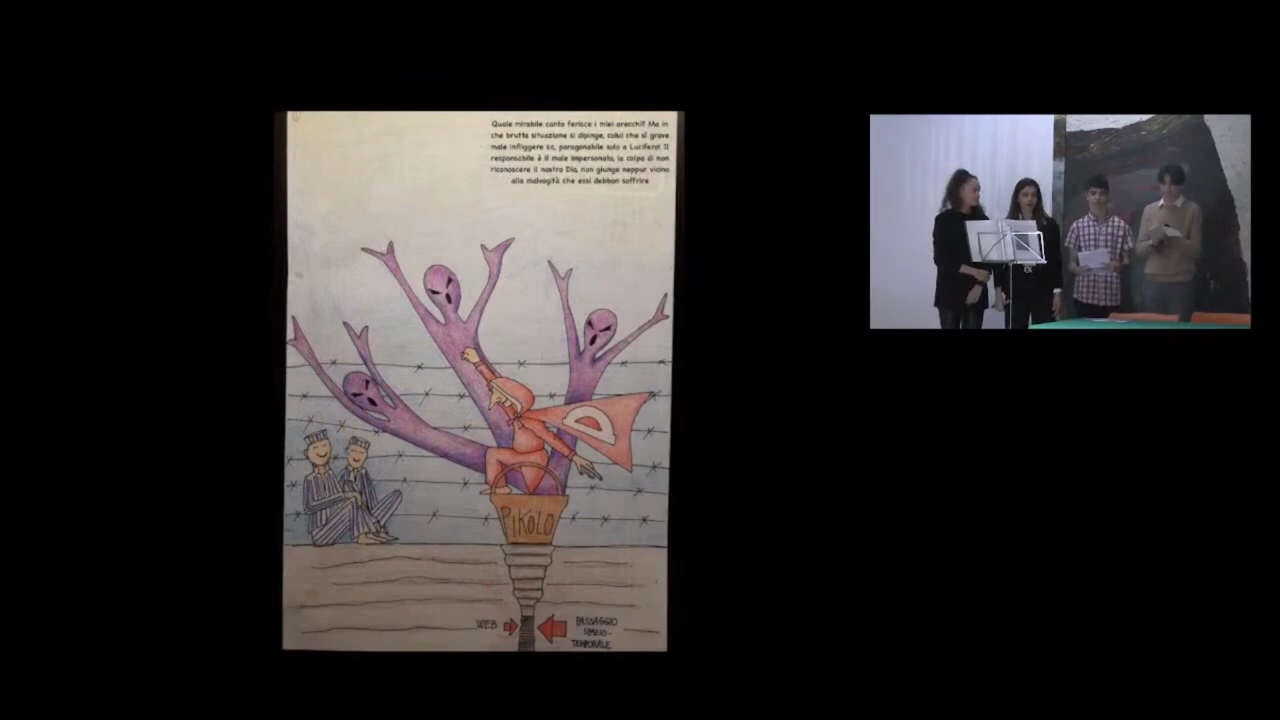 Quale mirabile canto ferisce i miei orecchi? Ma in
che brutta situazione si dipinge, colui che sì grave
male infliggere sa, paragonabile solo a Lucifero! Il
responsabile è il male impersonato, la colpa di non
riconoscere il nostro Dio, non giunge neppur vicino
alla malvagità che essi debbon soffrire
D
PIKOLO
WEB
PASSAGGIO
SPAZIO-
TEMPORALE